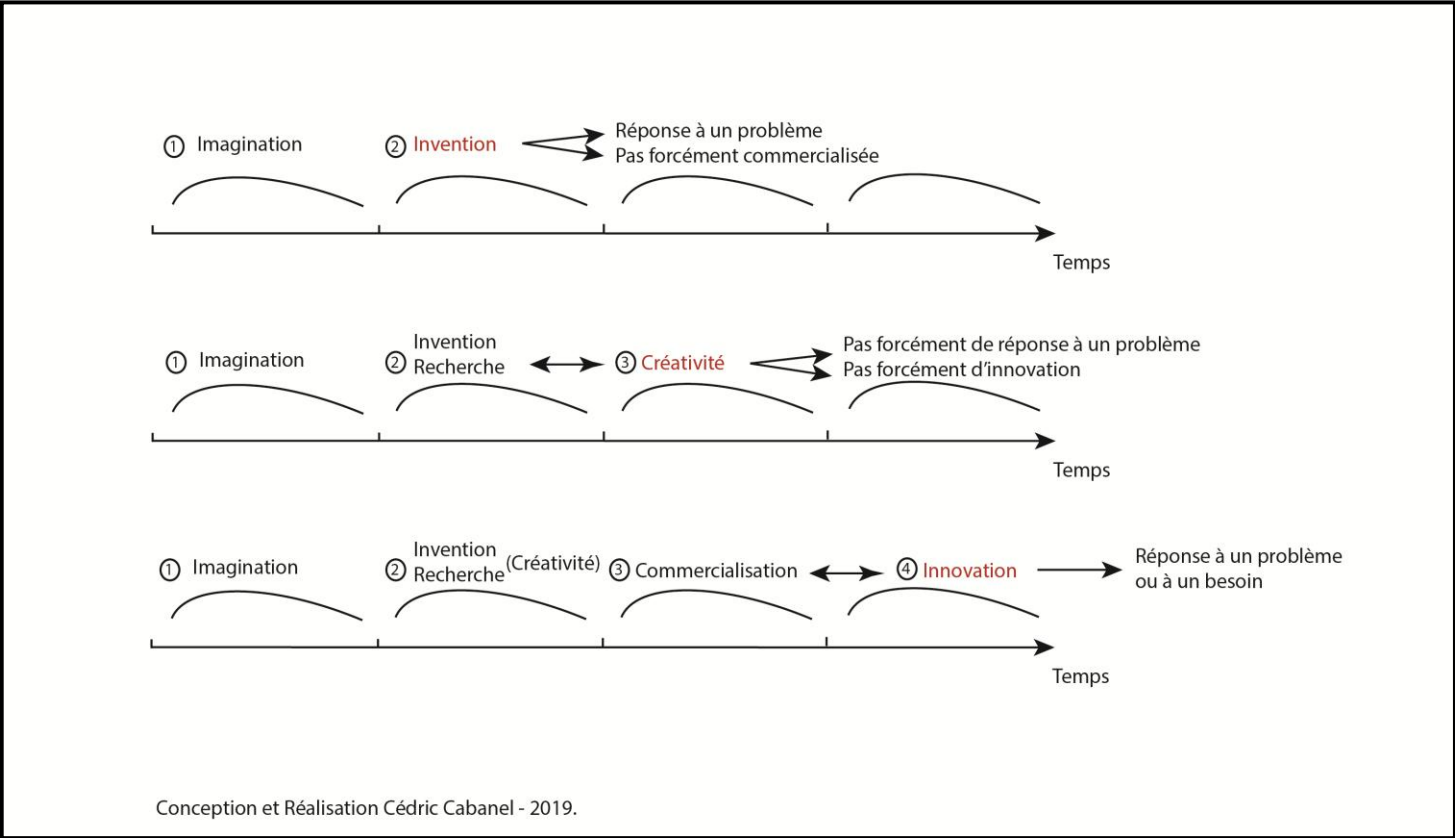 ① Imagination
② Invention
Réponse à un problème
Pas forcément commercialisée
Temps
① Imagination
② Invention
Recherche
③ Créativité
Pas forcément de réponse à un problème
Pas forcément d'innovation
Temps
① Imagination
② Invention
Recherche (Créativité)
③ Commercialisation
④ Innovation
Réponse à un problème
ou à un besoin
Temps
Conception et Réalisation Cédric Cabanel - 2019.